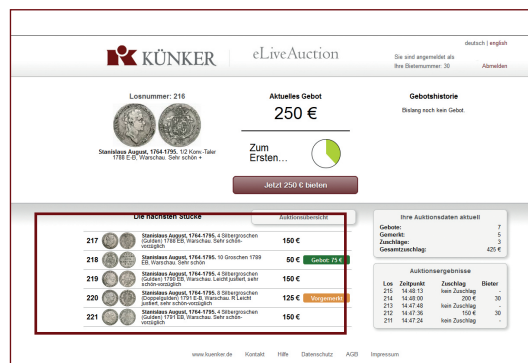 deutsch | english
KÜNKER
eLiveAuction
Sie sind angemeldet als
Ihre Bieternummer: 30
Abmelden
Losnummer: 216
Stanislaus August, 1764-1795. 1/2 Konv.-Taler
1788 E-B, Warschau. Sehr schön +
Aktuelles Gebot
250 €
Zum
Ersten...
Gebotshistorie
Bislang noch kein Gebot.
Jetzt 250 € bieten
Die nächsten Stücke
Auktionsübersicht
217
Stanislaus August, 1764-1795. 4 Silbergroschen
(Gulden) 1788 EB, Warschau. Sehr schön-
vorzüglich
150 €
218
Stanislaus August, 1764-1795. 10 Groschen 1789
EB, Warschau. Sehr schön
50 €
Gebot: 75 €
219
Stanislaus August, 1764-1795. 4 Silbergroschen
(Gulden) 1790 EB, Warschau. Leicht justiert, sehr
schön-vorzüglich
150 €
220
Stanislaus August, 1764-1795. 8 Silbergroschen
(Doppelgulden) 1791 E-B, Warschau. R Leicht
justiert, sehr schön-vorzüglich
125 €
Vorgemerkt
221
Stanislaus August, 1764-1795. 4 Silbergroschen
(Gulden) 1791 EB, Warschau. Sehr schön-
vorzüglich
150 €
Ihre Auktionsdaten aktuell
Gebote: 7
Gemerkt: 5
Zuschläge: 3
Gesamtzuschlag: 425 €
Auktionsergebnisse
Los Zeitpunkt Zuschlag Bieter
215 14:48:13 kein Zuschlag -
214 14:48:00 200 € 30
213 14:47:48 kein Zuschlag -
212 14:47:36 150 € 30
211 14:47:24 kein Zuschlag -
www.kuenker.de Kontakt Hilfe Datenschutz AGB Impressum